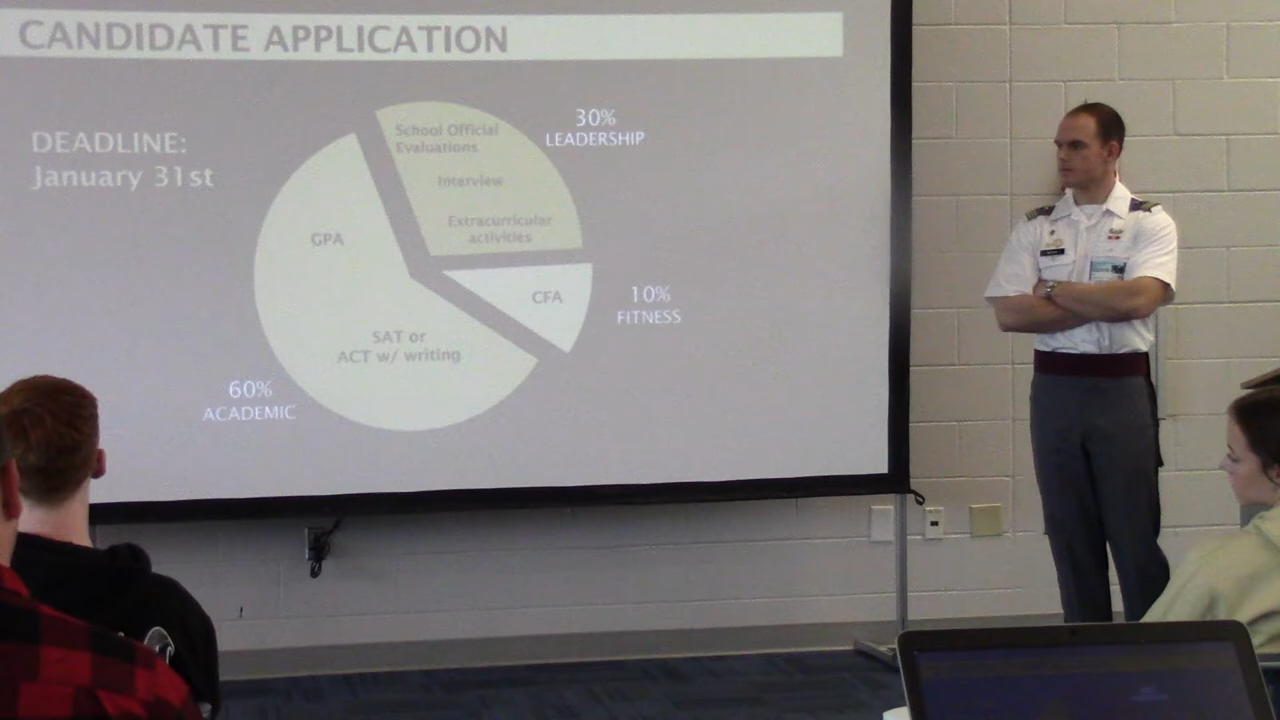 CANDIDATE APPLICATION
DEADLINE:
January 31st
School Official
Evaluations
Interview
Extracurricular
activities
30%
LEADERSHIP
GPA
SAT or
ACT w/ writing
CFA
10%
FITNESS
60%
ACADEMIC